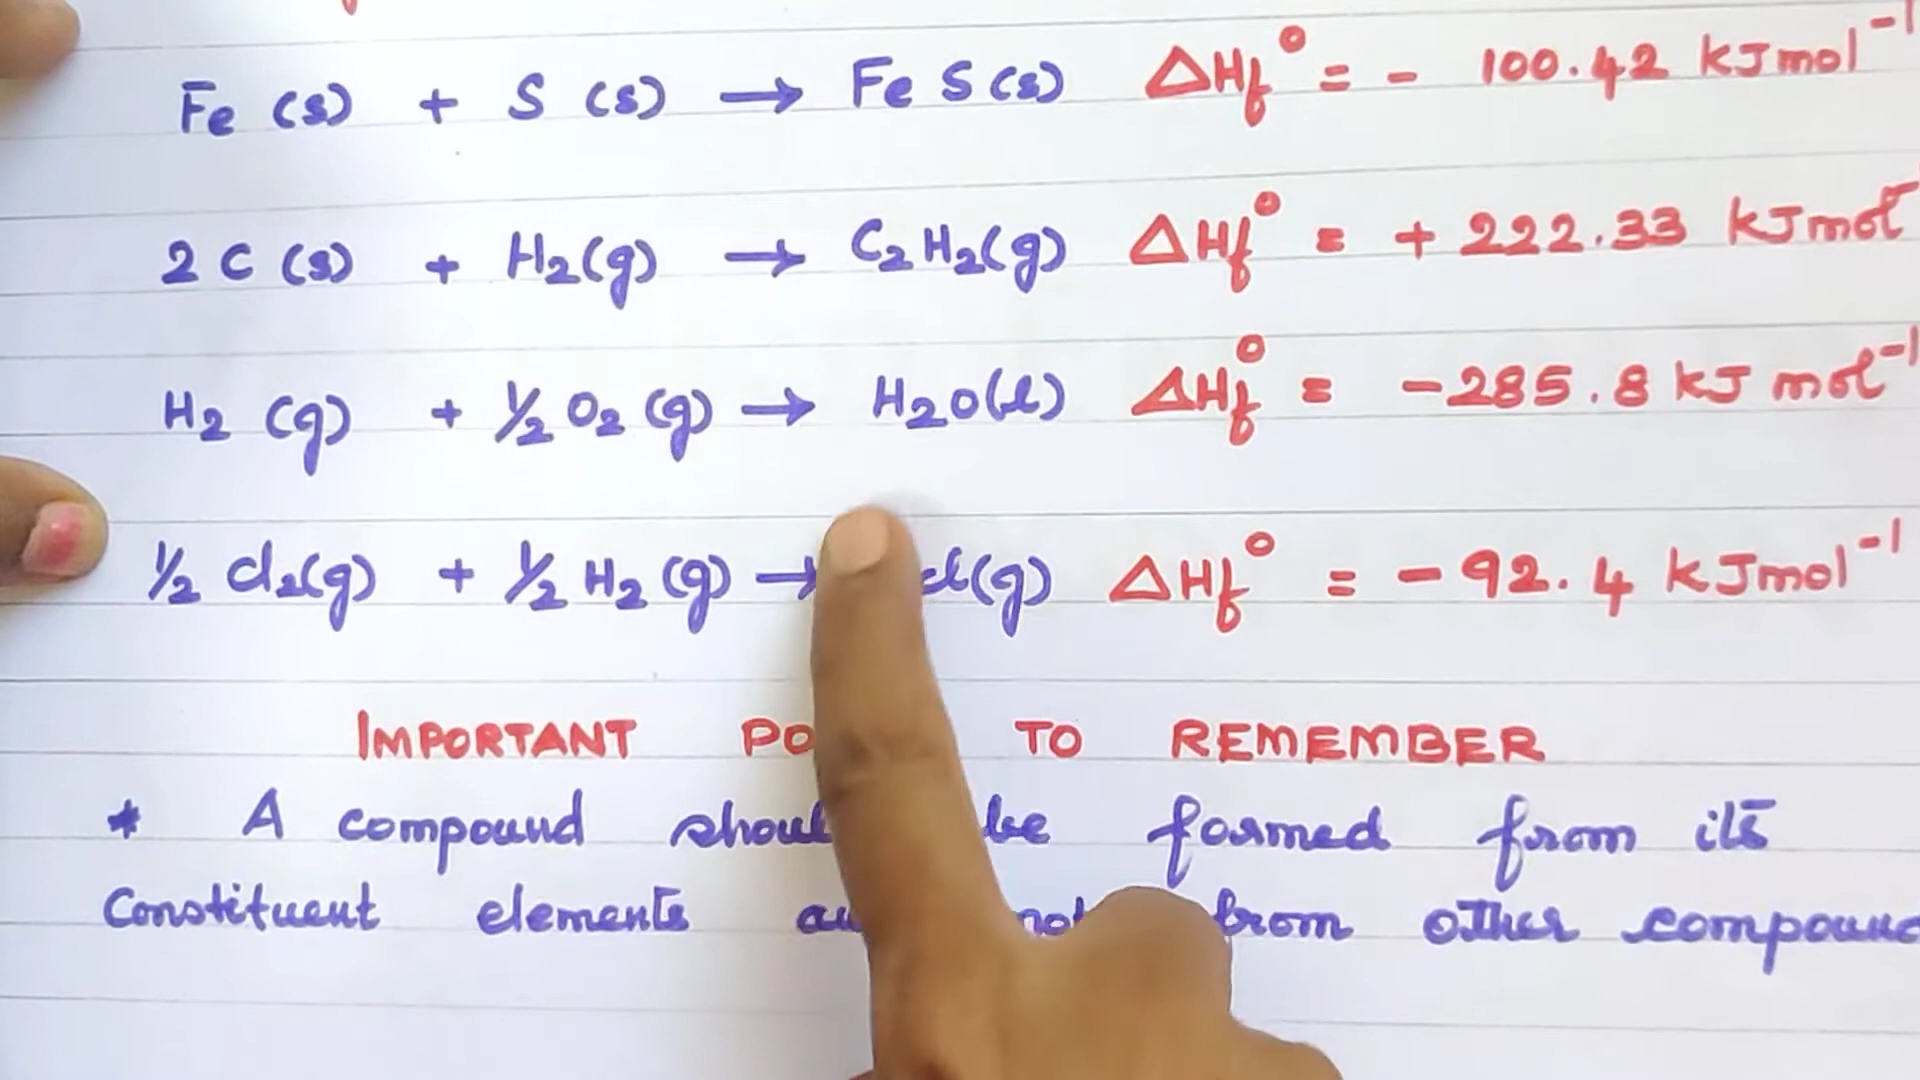 Fe (s) + S (s) → Fe S (s) ΔHf° = - 100.42 kJmol⁻¹
2 C (s) + H₂(g) → C₂H₂(g) ΔHf° = + 222.33 kJmol⁻
H₂ (g) + ½ O₂ (g) → H₂O(l) ΔHf° = -285.8 kJ mol⁻¹
½ Cl₂(g) + ½ H₂ (g) → Cl(g) ΔHf° = - 92.4 kJmol⁻¹
IMPORTANT TO REMEMBER
* A compound be formed from its
Constituent elements from other